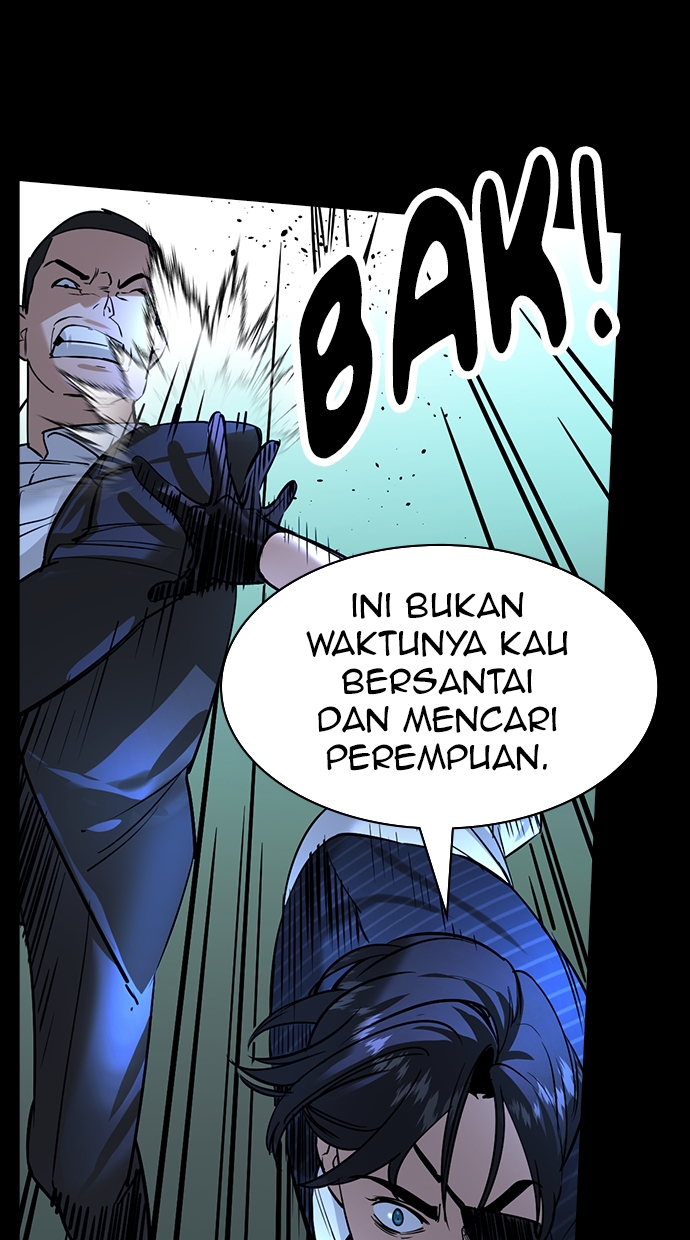 BAK!
INI BUKAN
WAKTUNYA KAU
BERSANTAI
DAN MENCARI
PEREMPUAN.